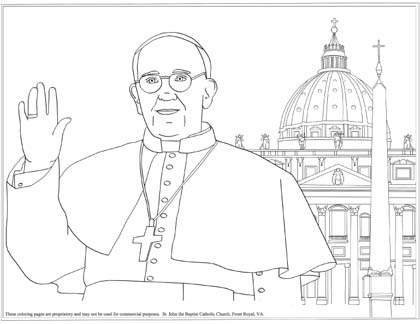 These coloring pages are proprietary and may not be used for commercial purposes. St. John the Baptist Catholic Church, Front Royal, VA.